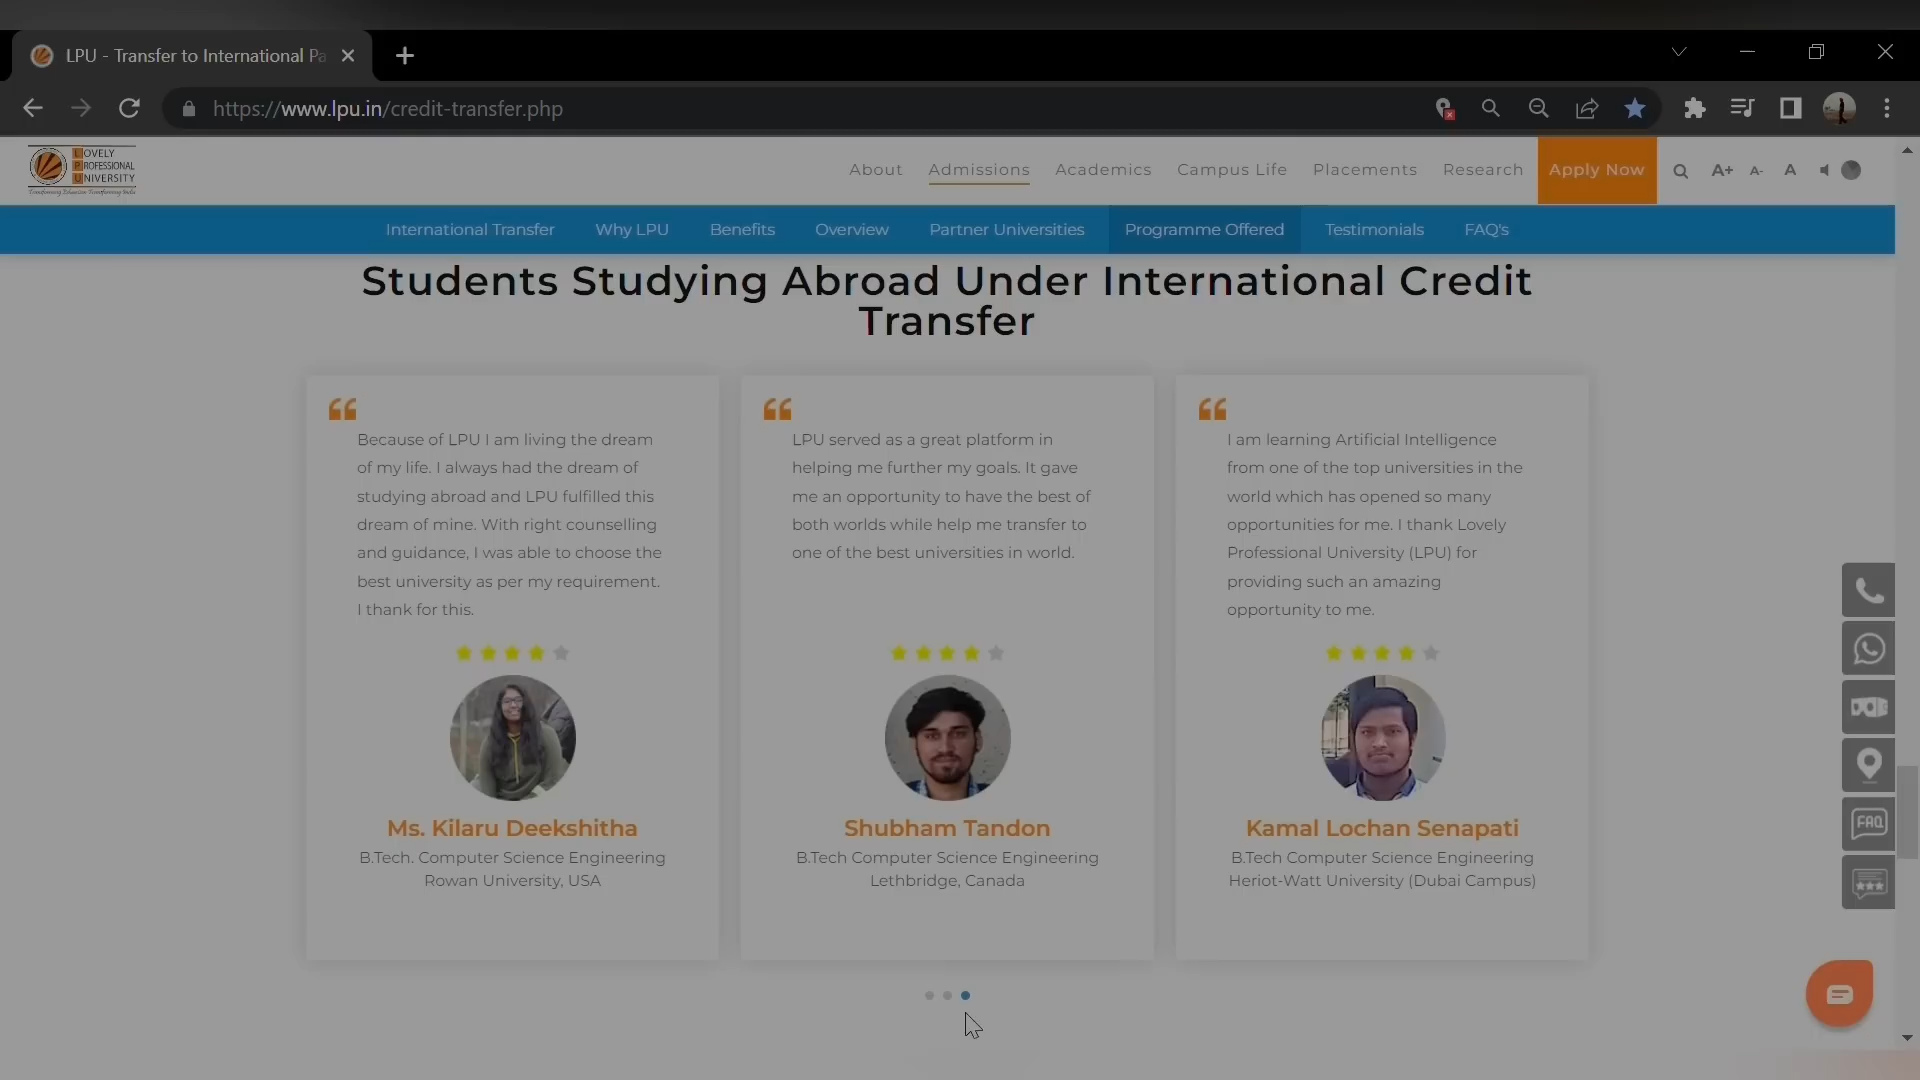 LPU - Transfer to International Pa
https://www.lpu.in/credit-transfer.php
LOVELY
PROFESSIONAL
UNIVERSITY
Transforming Education Transforming India
About Admissions Academics Campus Life Placements Research Apply Now A+ A- A
International Transfer Why LPU Benefits Overview Partner Universities Programme Offered Testimonials FAQ's
Students Studying Abroad Under International Credit
Transfer
Because of LPU I am living the dream
of my life. I always had the dream of
studying abroad and LPU fulfilled this
dream of mine. With right counselling
and guidance, I was able to choose the
best university as per my requirement.
I thank for this.
Ms. Kilaru Deekshitha
B.Tech. Computer Science Engineering
Rowan University, USA
LPU served as a great platform in
helping me further my goals. It gave
me an opportunity to have the best of
both worlds while help me transfer to
one of the best universities in world.
Shubham Tandon
B.Tech Computer Science Engineering
Lethbridge, Canada
I am learning Artificial Intelligence
from one of the top universities in the
world which has opened so many
opportunities for me. I thank Lovely
Professional University (LPU) for
providing such an amazing
opportunity to me.
Kamal Lochan Senapati
B.Tech Computer Science Engineering
Heriot-Watt University (Dubai Campus)
FAQ